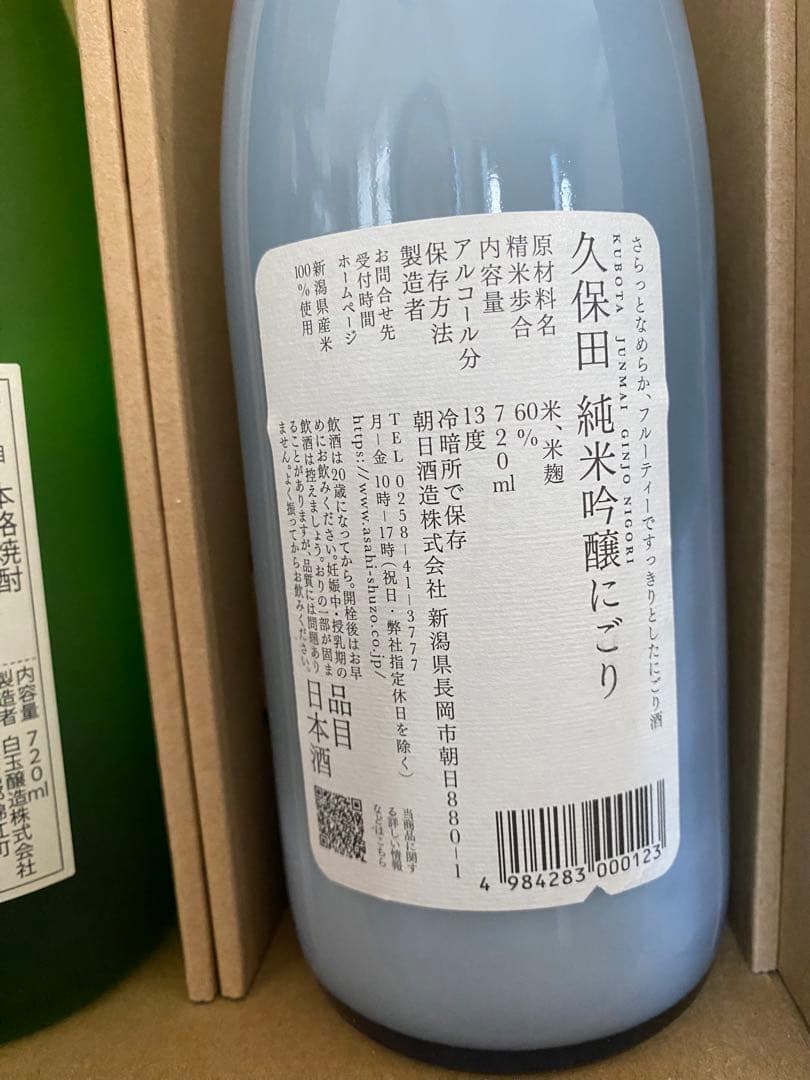 さらっとなめらか、フルーティーですっきりとしたにごり酒
KUBOTA JUNMAI GINJO NIGORI
久保田 純米吟醸にごり
原材料名 米、米麹
精米歩合 60%
内容量 720ml
アルコール分 13度
保存方法 冷暗所で保存
製造者 朝日酒造株式会社 新潟県長岡市朝日880-1
お問合せ先 TEL 0258-41-3777
受付時間 月-金 10時-17時(祝日・弊社指定休日を除く)
ホームページ https://www.asahi-shuzo.co.jp/
新潟県産米
100%使用
飲酒は20歳になってから。開栓後はお早
めにお飲みください。妊娠中・授乳期の
飲酒は控えましょう。おりの一部が固ま
ることがありますが、品質には問題あり
ません。よく振ってからお飲みください。
品目
日本酒
当商品に関す
る詳しい情報
などはこちら
4 984283 000123
本格焼酎
内容量 720ml
製造者 白玉醸造株式会社
錦江町